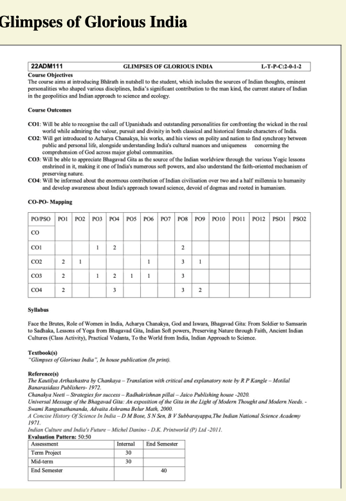 Glimpses of Glorious India
22ADM111 GLIMPSES OF GLORIOUS INDIA L-T-P-C:2-0-1-2
Course Objectives
The course aims at introducing Bhārath in nutshell to the student, which includes the sources of Indian thoughts, eminent
personalities who shaped various disciplines, India's significant contribution to the man kind, the current stature of Indian
in the geopolitics and Indian approach to science and ecology.
Course Outcomes
CO1: Will be able to recognise the call of Upanishads and outstanding personalities for confronting the wicked in the real
world while admiring the valour, pursuit and divinity in both classical and historical female characters of India.
CO2: Will get introduced to Acharya Chanakya, his works, and his views on polity and nation to find synchrony between
public and personal life, alongside understanding India's cultural nuances and uniqueness concerning the
comprehension of God across major global communities.
CO3: Will be able to appreciate Bhagavad Gita as the source of the Indian worldview through the various Yogic lessons
enshrined in it, making it one of India's numerous soft powers, and also understand the faith-oriented mechanism of
preserving nature.
CO4: Will be informed about the enormous contribution of Indian civilisation over two and a half millennia to humanity
and develop awareness about India's approach toward science, devoid of dogmas and rooted in humanism.
CO-PO- Mapping
PO/PSO PO1 PO2 PO3 PO4 PO5 PO6 PO7 PO8 PO9 PO10 PO11 PO12 PSO1 PSO2
CO
CO1 1 2 2
CO2 2 1 1 3 1
CO3 2 1 2 1 1 3
CO4 2 3 3 2
Syllabus
Face the Brutes, Role of Women in India, Acharya Chanakya, God and Iswara, Bhagavad Gita: From Soldier to Samsarin
to Sadhaka, Lessons of Yoga from Bhagavad Gita, Indian Soft powers, Preserving Nature through Faith, Ancient Indian
Cultures (Class Activity), Practical Vedanta, To the World from India, Indian Approach to Science.
Textbook(s)
"Glimpses of Glorious India", In house publication (In print).
Reference(s)
The Kautilya Arthashastra by Chankaya – Translation with critical and explanatory note by R P Kangle – Motilal
Banarasidass Publishers- 1972.
Chanakya Neeti – Strategies for success – Radhakrishnan pillai – Jaico Publishing house -2020.
Universal Message of the Bhagavad Gita: An exposition of the Gita in the Light of Modern Thought and Modern Needs. -
Swami Ranganathananda, Advaita Ashrama Belur Math, 2000.
A Concise History Of Science In India – D M Bose, S N Sen, B V Subbarayappa,The Indian National Science Academy
1971.
Indian Culture and India's Future – Michel Danino - D.K. Printworld (P) Ltd -2011.
Evaluation Pattern: 50:50
Assessment Internal End Semester
Term Project 30
Mid-term 30
End Semester 40